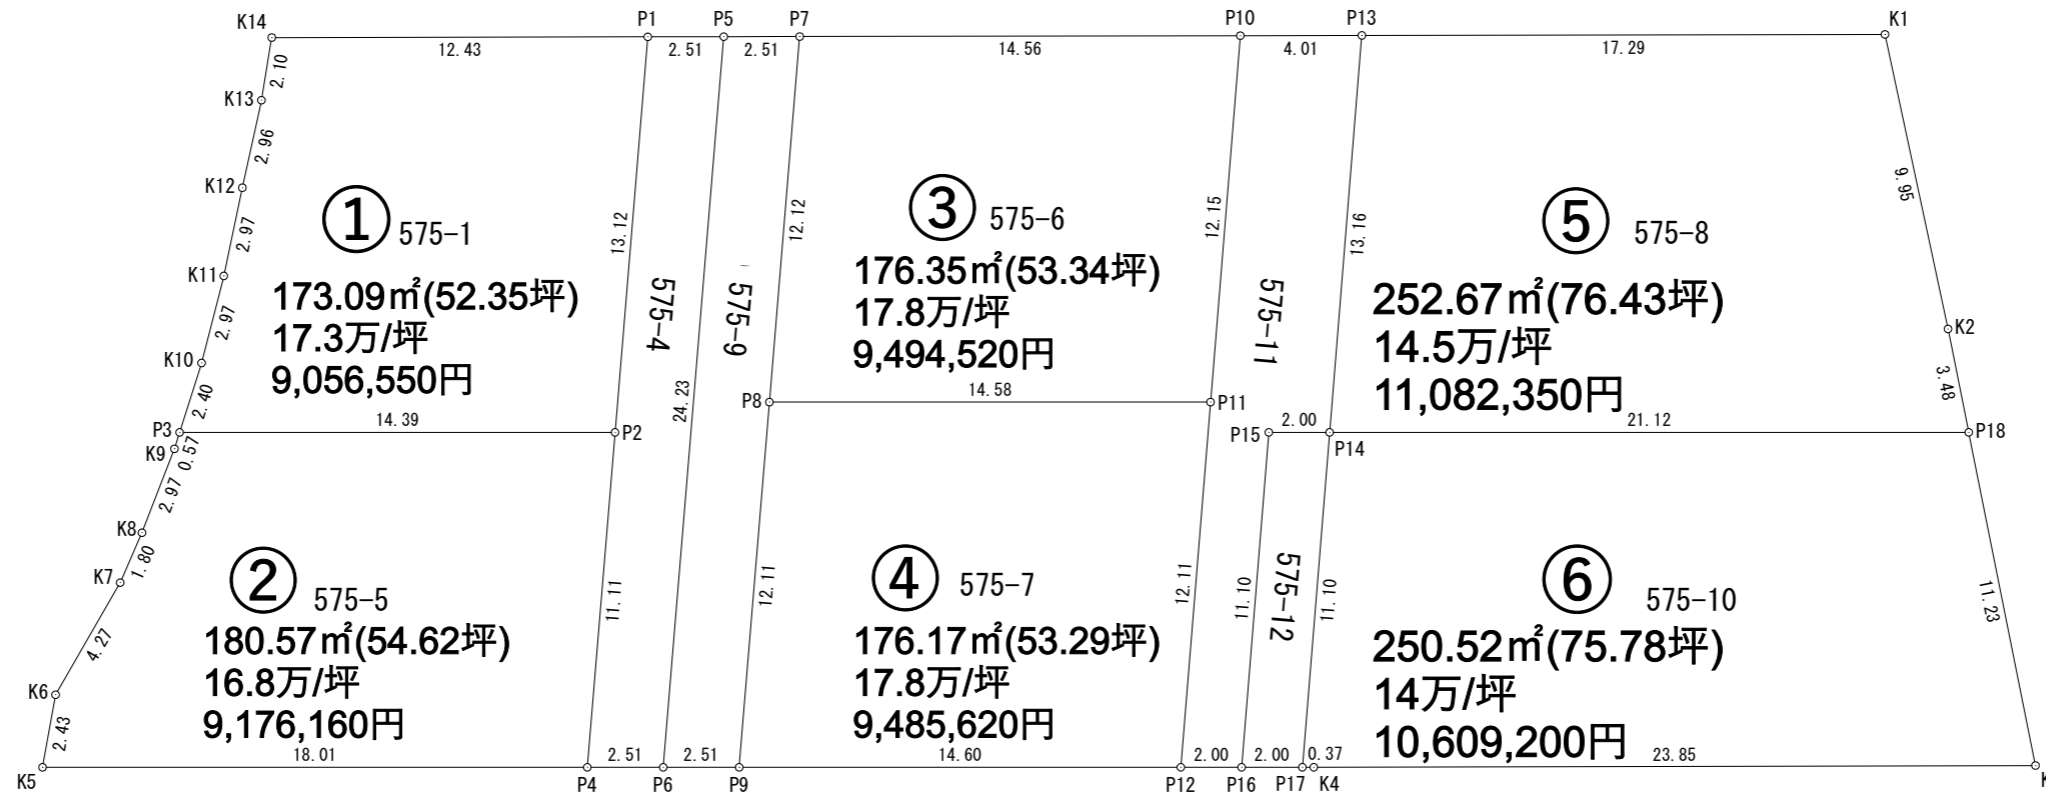 K14
P1
P5
P7
P10
P13
K1
12.43
2.51
2.51
14.56
4.01
17.29
2.10
K13
2.96
K12
2.97
K11
2.97
K10
2.40
P3
0.57
K9
2.97
K8
1.80
K7
4.27
K6
2.43
K5
① 575-1
173.09㎡(52.35坪)
17.3万/坪
9,056,550円
14.39
P2
13.12
575-4
24.23
575-9
12.12
③ 575-6
176.35㎡(53.34坪)
17.8万/坪
9,494,520円
P8
14.58
P11
12.15
575-11
13.16
⑤ 575-8
252.67㎡(76.43坪)
14.5万/坪
11,082,350円
9.95
K2
3.48
P15
2.00
P14
21.12
P18
② 575-5
180.57㎡(54.62坪)
16.8万/坪
9,176,160円
11.11
12.11
④ 575-7
176.17㎡(53.29坪)
17.8万/坪
9,485,620円
12.11
11.10
575-12
11.10
⑥ 575-10
250.52㎡(75.78坪)
14万/坪
10,609,200円
11.23
18.01
2.51
2.51
14.60
2.00
2.00
0.37
23.85
P4
P6
P9
P12
P16
P17
K4